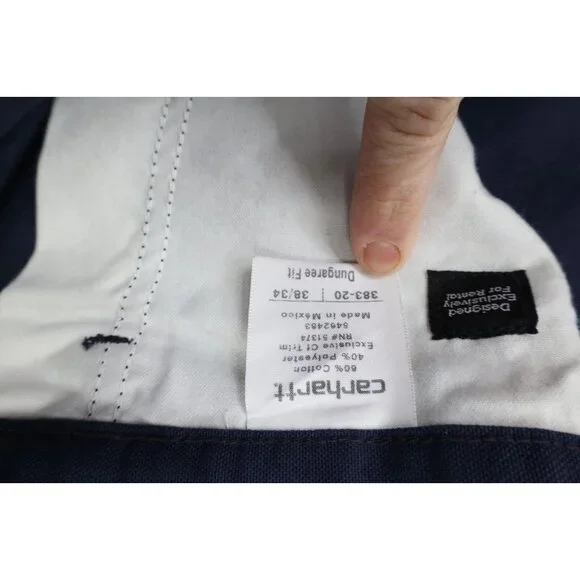 carhartt
60% Cotton
40% Polyester
Exclusive Of Trim
RN# 51374
5462483
Made in México
383-20 | 38/34
Dungaree Fit
Designed
Exclusively
For Rental